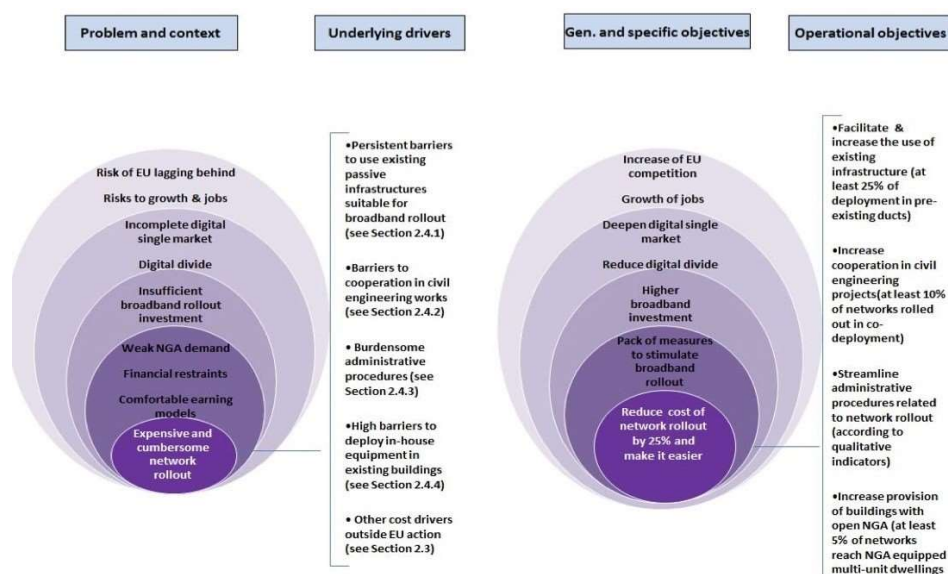 Problem and context
Underlying drivers
Gen. and specific objectives
Operational objectives
Risk of EU lagging behind
Risks to growth & jobs
Incomplete digital
single market
Digital divide
Insufficient
broadband rollout
investment
Weak NGA demand
Financial restraints
Comfortable earning
models
Expensive and
cumbersome
network
rollout
•Persistent barriers
to use existing
passive
infrastructures
suitable for
broadband rollout
(see Section 2.4.1)
•Barriers to
cooperation in civil
engineering works
(see Section 2.4.2)
• Burdensome
administrative
procedures (see
Section 2.4.3)
•High barriers to
deploy in-house
equipment in
existing buildings
(see Section 2.4.4)
• Other cost drivers
outside EU action
(see Section 2.3)
Increase of EU
competition
Growth of jobs
Deepen digital single
market
Reduce digital divide
Higher
broadband
investment
Pack of measures
to stimulate
broadband
rollout
Reduce cost of
network rollout
by 25% and
make it easier
•Facilitate &
increase the use of
existing
infrastructure (at
least 25% of
deployment in pre-
existing ducts)
•Increase
cooperation in civil
engineering
projects(at least 10%
of networks rolled
out in co-
deployment)
•Streamline
administrative
procedures related
to network rollout
(according to
qualitative
indicators)
•Increase provision
of buildings with
open NGA (at least
5% of networks
reach NGA equipped
multi-unit dwellings